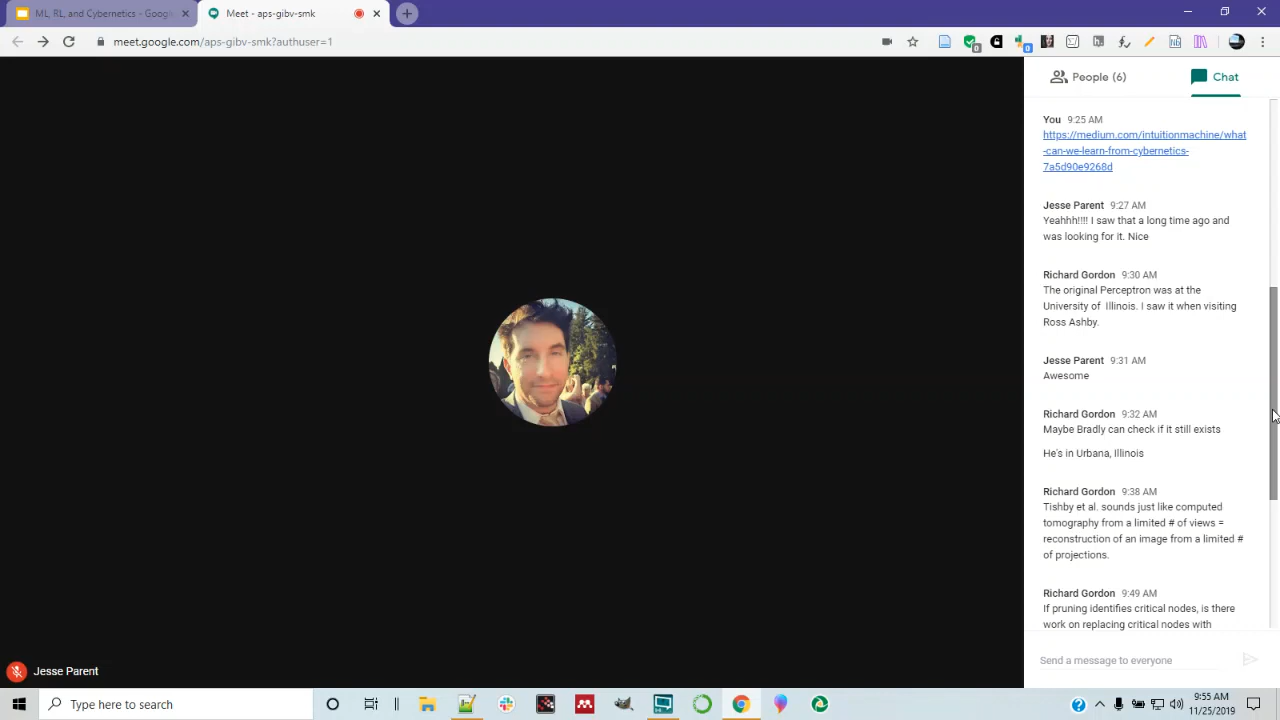 ML, RL and Cybernetics - Goog
Meet - aps-gibv-smk
meet.google.com/aps-gibv-smk?authuser=1
People (6)
Chat
You 9:25 AM
https://medium.com/intuitionmachine/what
-can-we-learn-from-cybernetics-
7a5d90e9268d
Jesse Parent 9:27 AM
Yeahhh!!!! I saw that a long time ago and
was looking for it. Nice
Richard Gordon 9:30 AM
The original Perceptron was at the
University of Illinois. I saw it when visiting
Ross Ashby.
Jesse Parent 9:31 AM
Awesome
Richard Gordon 9:32 AM
Maybe Bradly can check if it still exists
He's in Urbana, Illinois
Richard Gordon 9:38 AM
Tishby et al. sounds just like computed
tomography from a limited # of views =
reconstruction of an image from a limited #
of projections.
Richard Gordon 9:49 AM
If pruning identifies critical nodes, is there
work on replacing critical nodes with
Send a message to everyone
Jesse Parent
Type here to search
9:55 AM
11/25/2019